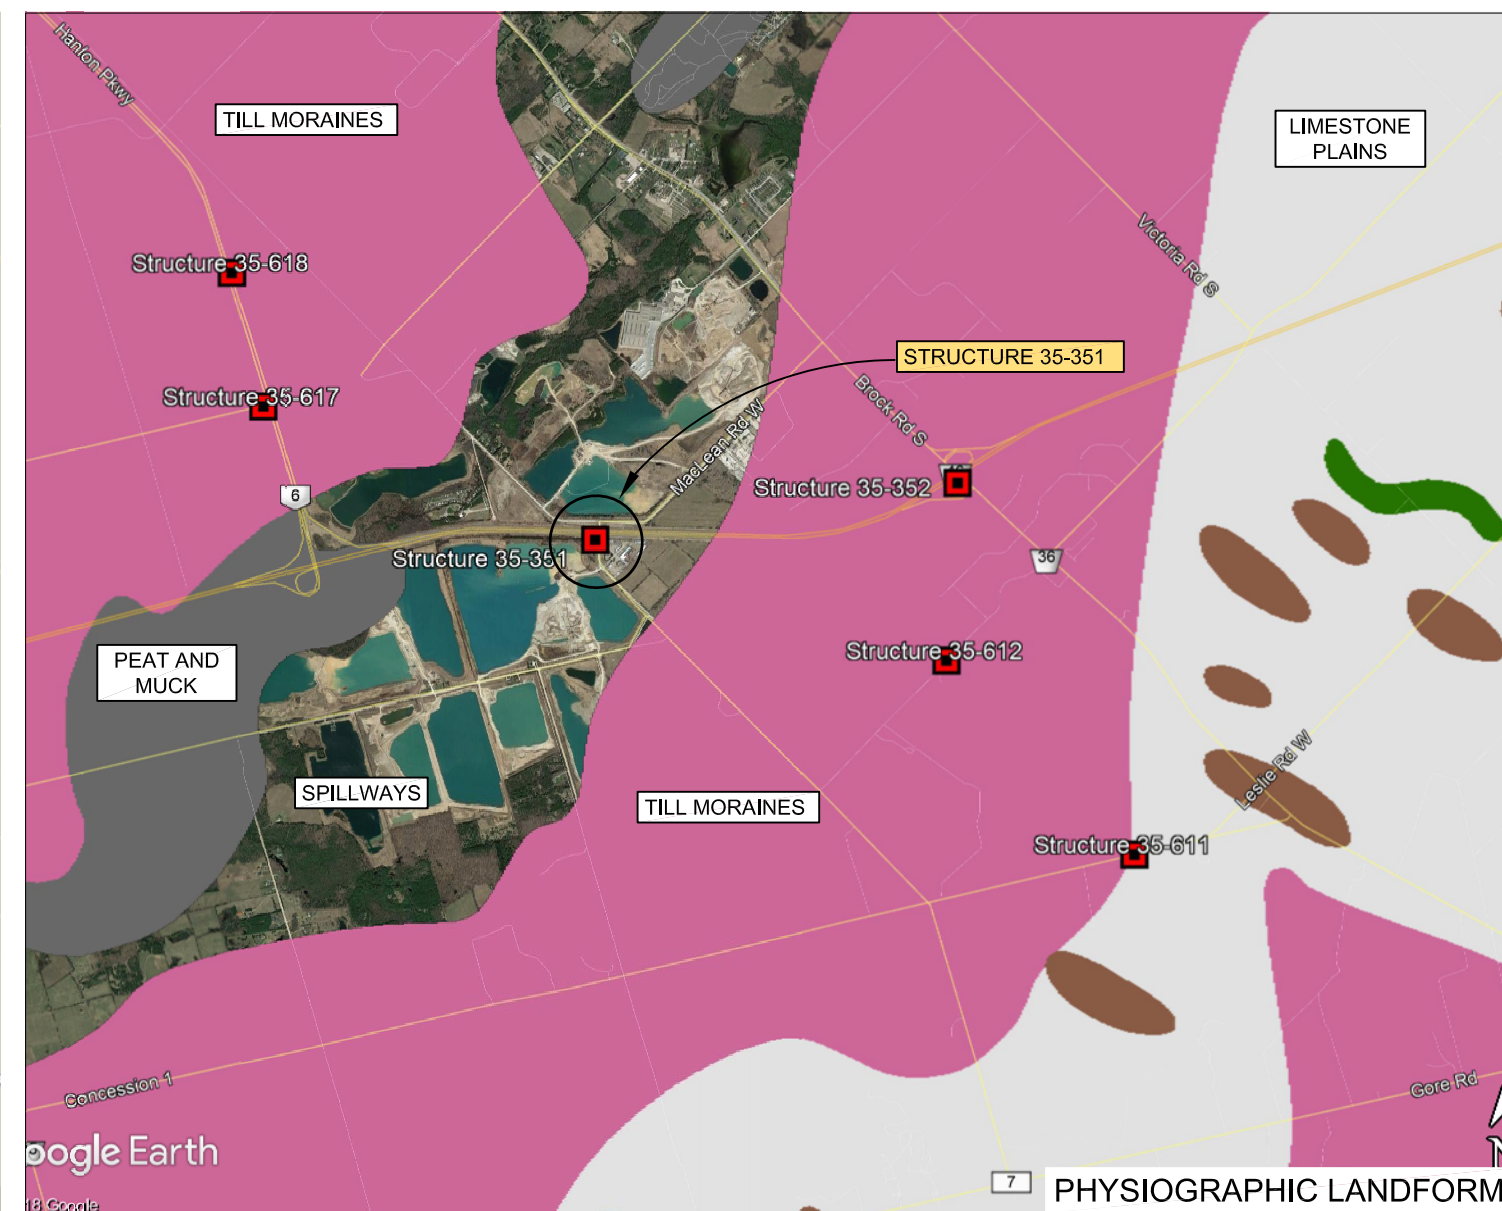 Hanlon Pkwy
TILL MORAINES
LIMESTONE
PLAINS
Victoria Rd S
Structure 35-618
STRUCTURE 35-351
Structure 35-617
Brock Rd S
MacLean Rd W
6
Structure 35-352
Structure 35-351
36
Structure 35-612
PEAT AND
MUCK
Leslie Rd W
SPILLWAYS
TILL MORAINES
Structure 35-611
Concession 1
Gore Rd
oogle Earth
N
7
PHYSIOGRAPHIC LANDFORM
18 Google